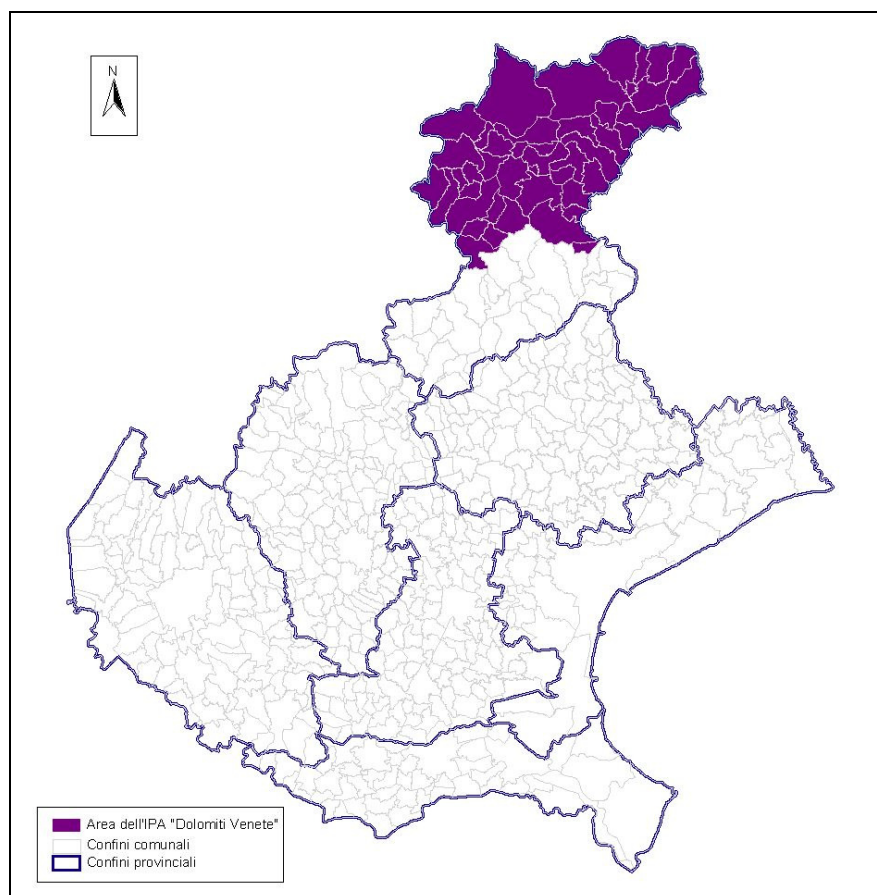 N
Area dell'IPA "Dolomiti Venete"
Confini comunali
Confini provinciali